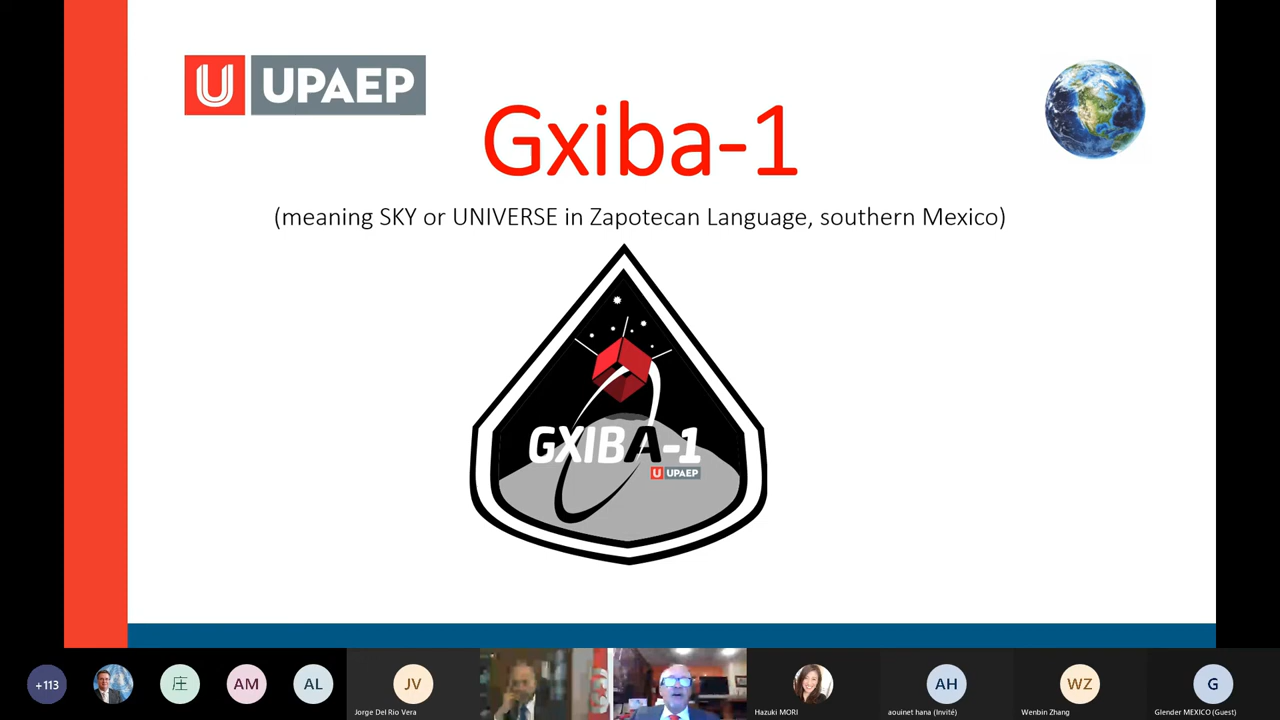 U UPAEP
Gxiba-1
(meaning SKY or UNIVERSE in Zapotecan Language, southern Mexico)
GXIBA-1
U UPAEP
+113
庄
AM
AL
JV
Jorge Del Rio Vera
Hazuki MORI
AH
aouinet hana (Invité)
WZ
Wenbin Zhang
G
Glender MEXICO (Guest)